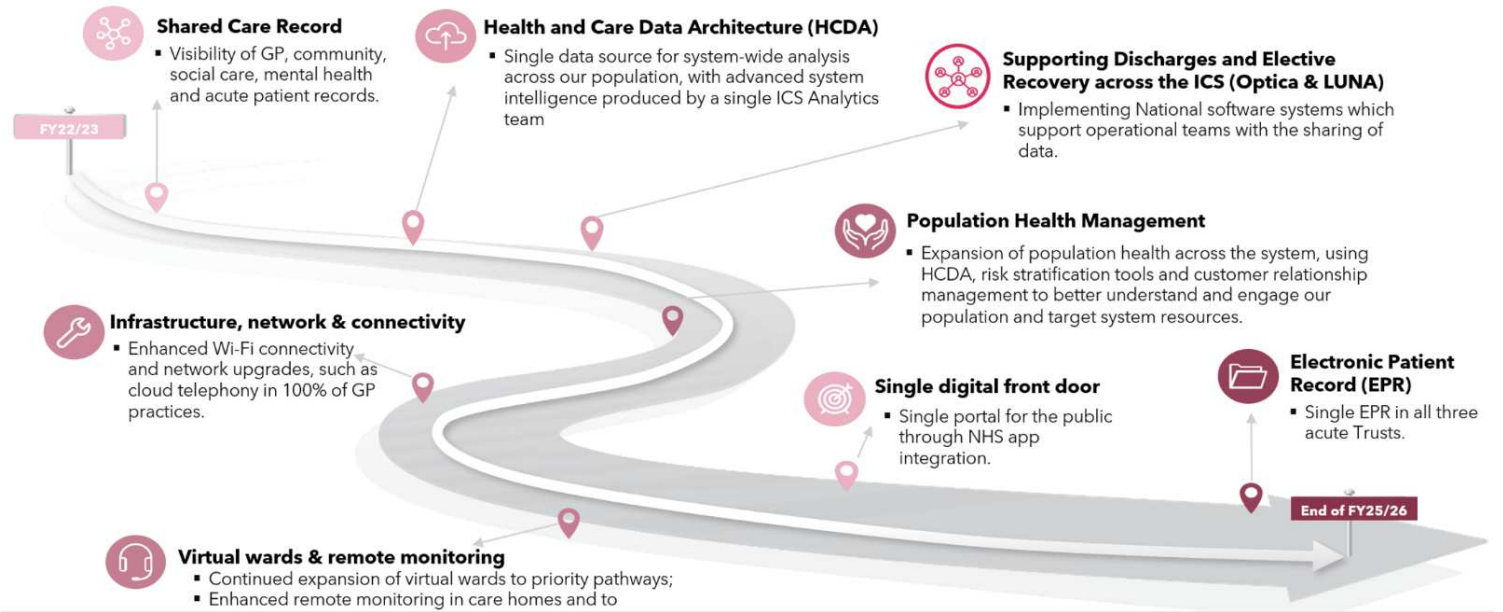 Shared Care Record
▪ Visibility of GP, community,
social care, mental health
and acute patient records.
FY22/23
Health and Care Data Architecture (HCDA)
▪ Single data source for system-wide analysis
across our population, with advanced system
intelligence produced by a single ICS Analytics
team
Supporting Discharges and Elective
Recovery across the ICS (Optica & LUNA)
▪ Implementing National software systems which
support operational teams with the sharing of
data.
Population Health Management
▪ Expansion of population health across the system, using
HCDA, risk stratification tools and customer relationship
management to better understand and engage our
population and target system resources.
Infrastructure, network & connectivity
▪ Enhanced Wi-Fi connectivity
and network upgrades, such as
cloud telephony in 100% of GP
practices.
Single digital front door
▪ Single portal for the public
through NHS app
integration.
Electronic Patient
Record (EPR)
▪ Single EPR in all three
acute Trusts.
End of FY25/26
Virtual wards & remote monitoring
▪ Continued expansion of virtual wards to priority pathways;
▪ Enhanced remote monitoring in care homes and to